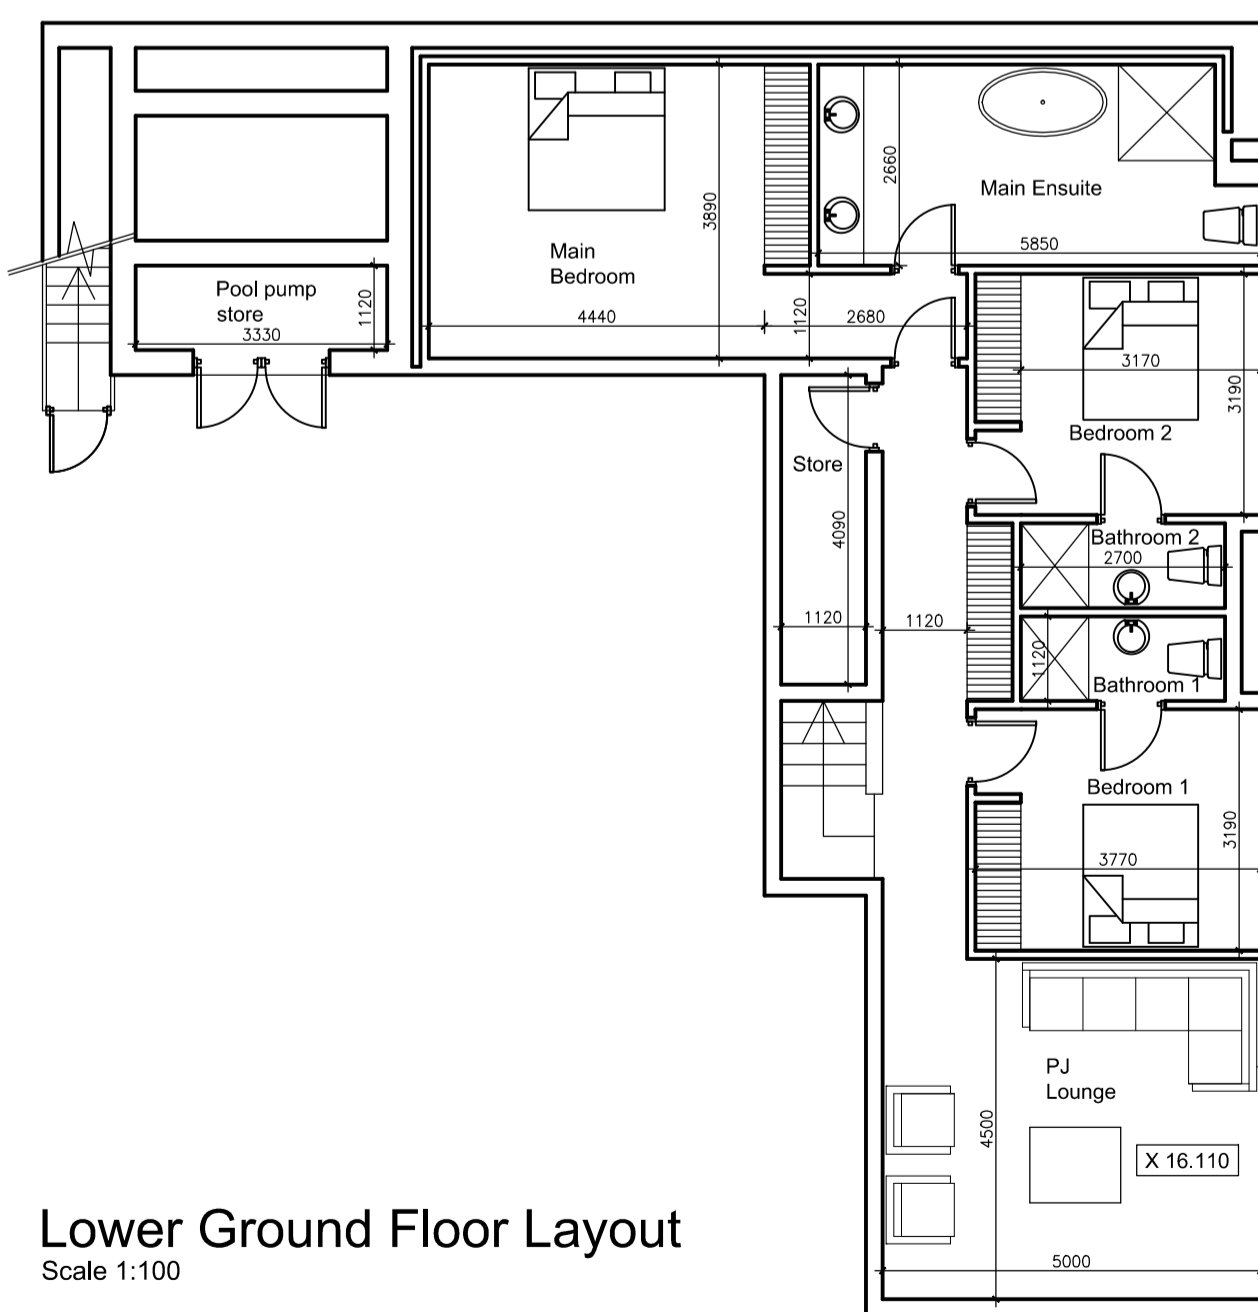 2660
Main Ensuite
3890
5850
Main
Bedroom
Pool pump
store
1120
3330
4440
1120
2680
3170
3190
Bedroom 2
Store
4090
Bathroom 2
2700
1120
1120
1120
Bathroom 1
Bedroom 1
3190
3770
PJ
Lounge
4500
X 16.110
Lower Ground Floor Layout
Scale 1:100
5000